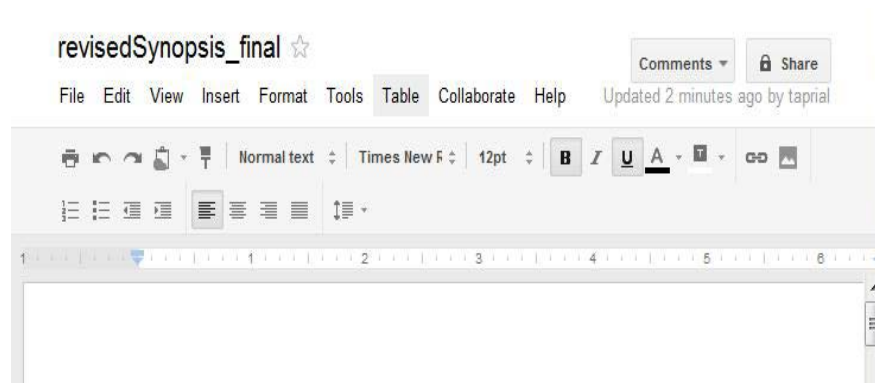 revisedSynopsis_final
Comments Share
File Edit View Insert Format Tools Table Collaborate Help Updated 2 minutes ago by taprial
Normal text Times New R 12pt B I U A T
1 1 2 3 4 5 6